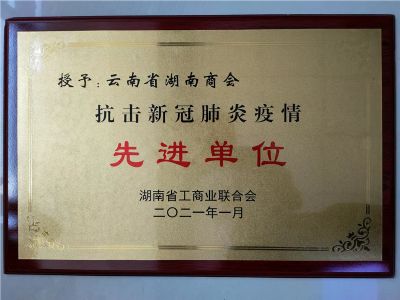 授予：云南省湖南商会
抗击新冠肺炎疫情
先进单位
湖南省工商业联合会
二〇二一年一月